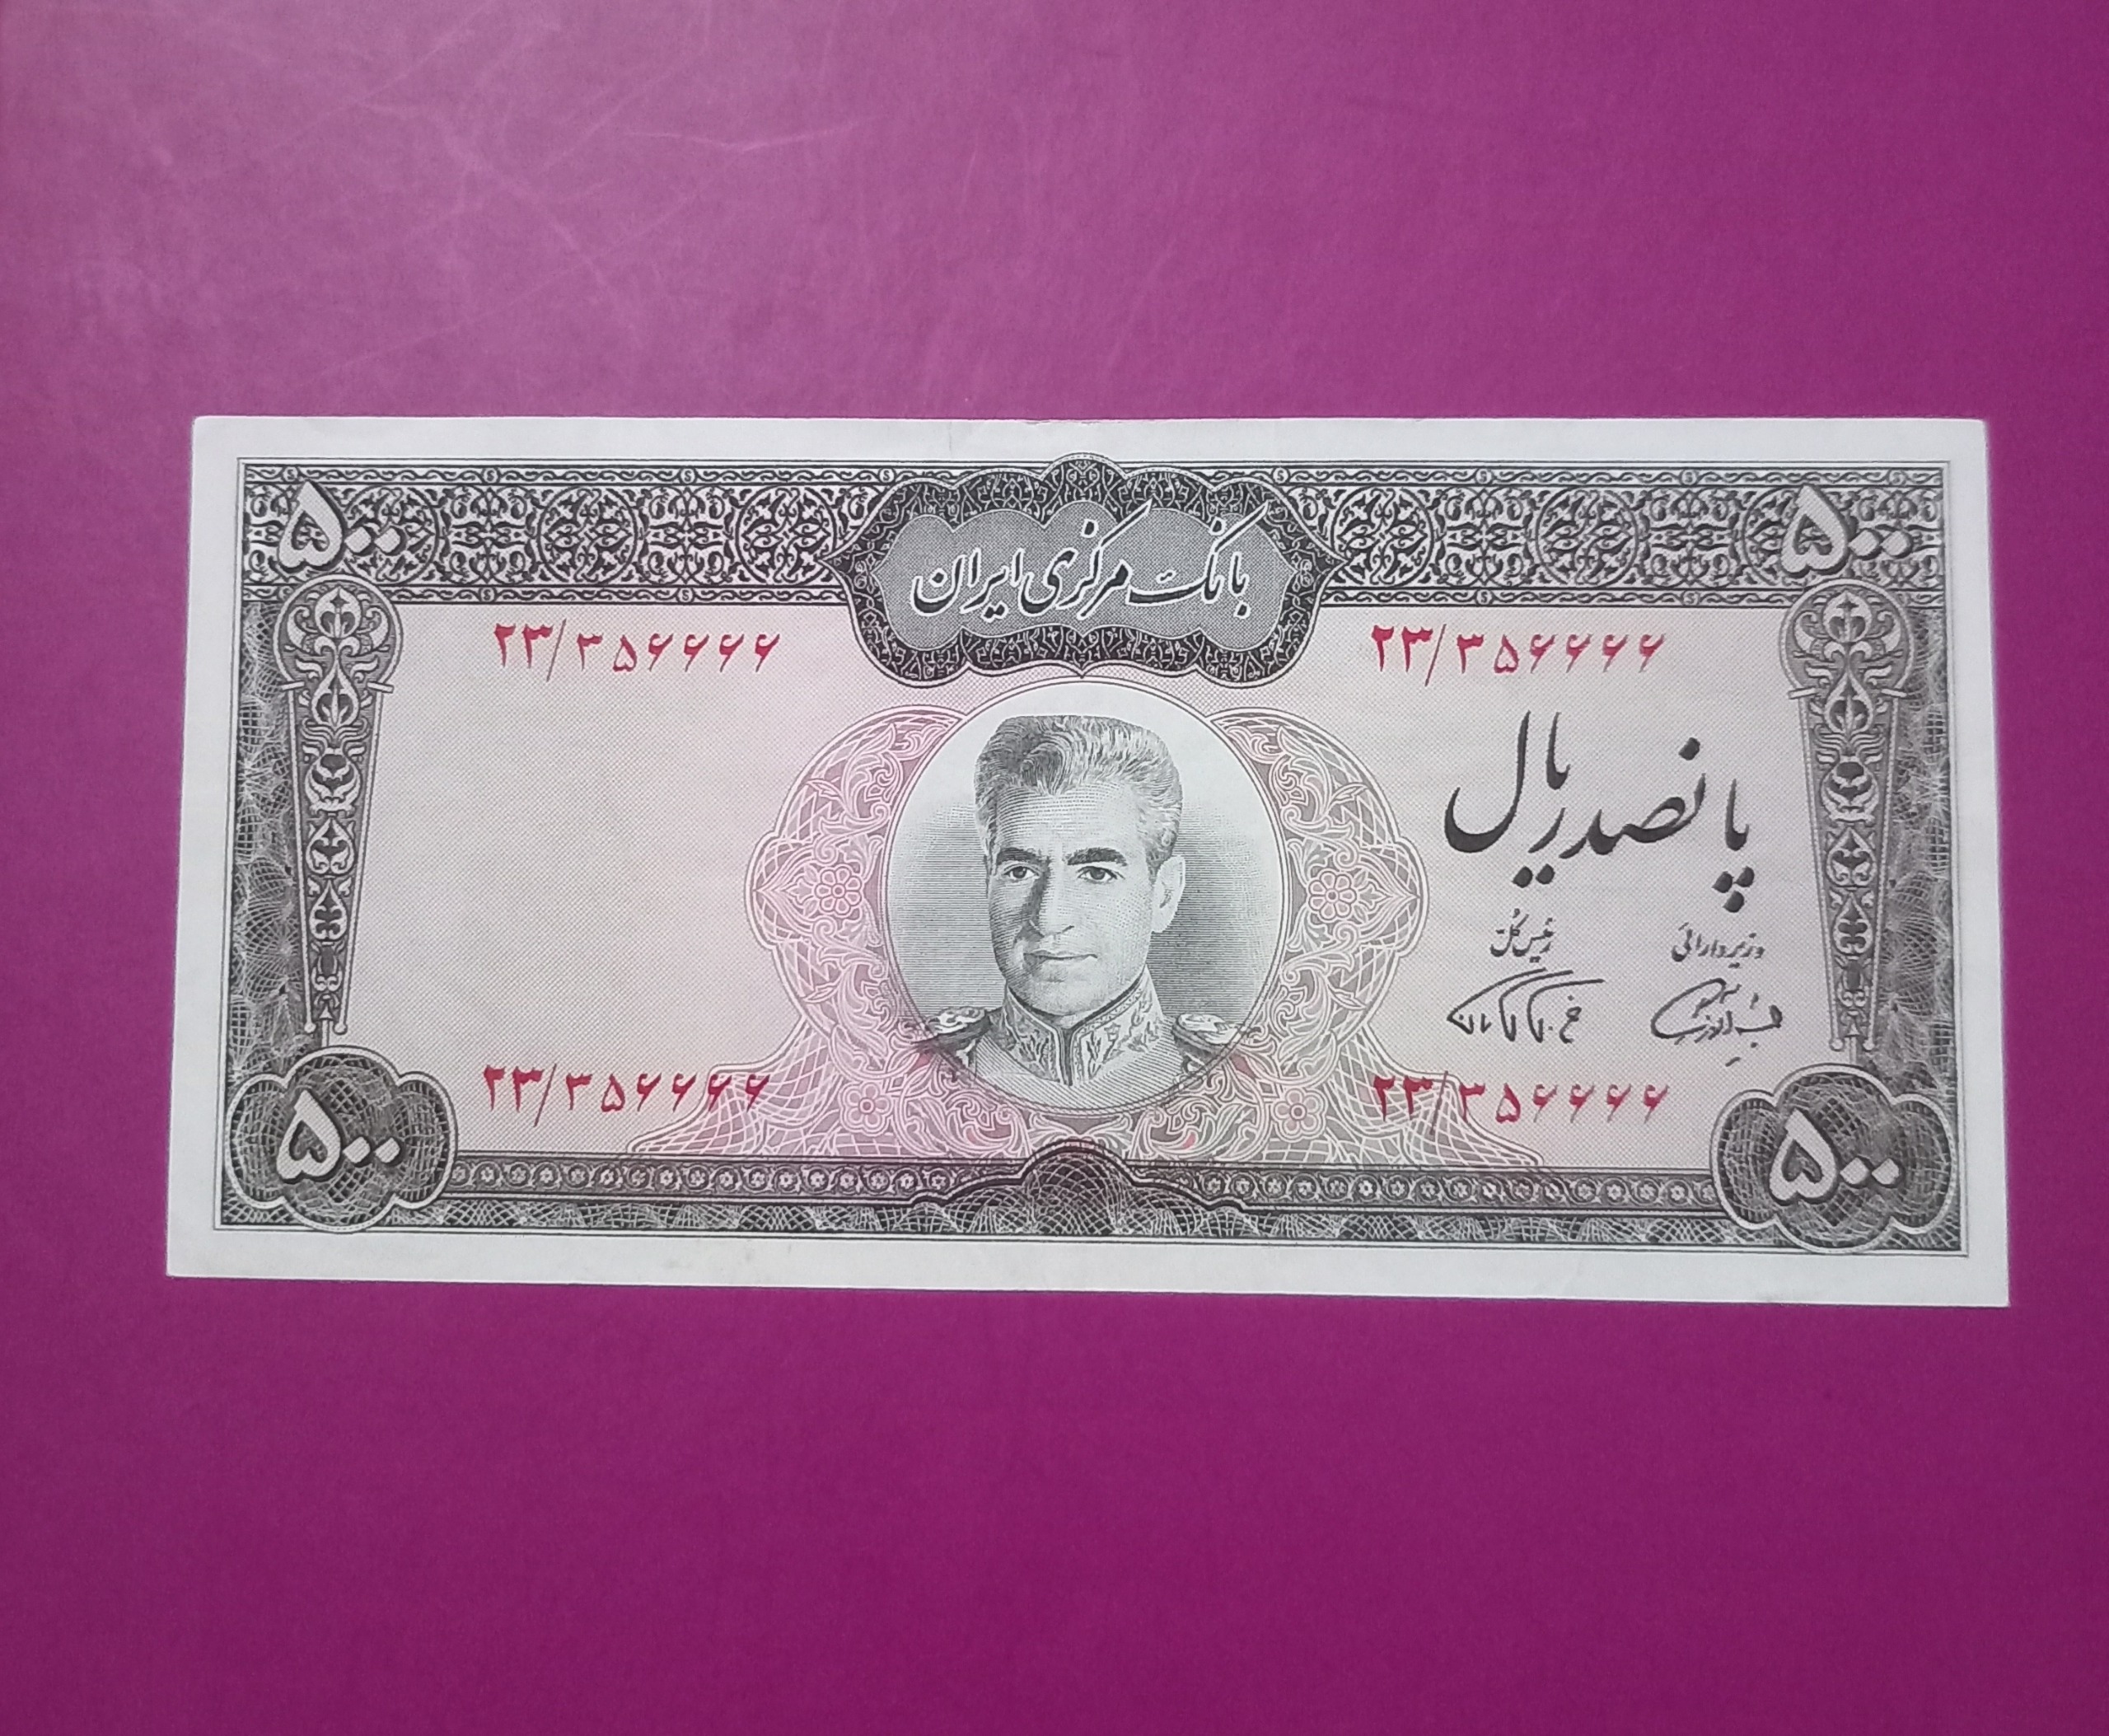 ۵۰۰ ۵۰۰
بانک مرکزی ایران
۲۳/۳۵۶۶۶۶ ۲۳/۳۵۶۶۶۶
پانصد ریال
وزیر دارائی رئیس کل
۲۳/۳۵۶۶۶۶ ۲۳/۳۵۶۶۶۶
۵۰۰ ۵۰۰